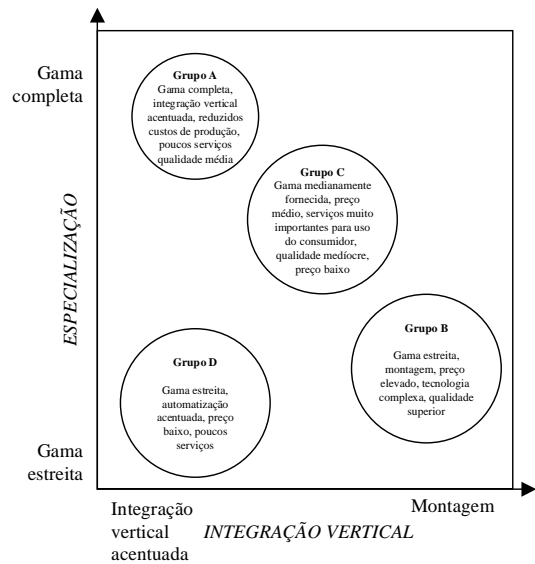 Gama
completa
Grupo A
Gama completa,
integração vertical
acentuada, reduzidos
custos de produção,
poucos serviços
qualidade média
Grupo C
Gama medianamente
fornecida, preço
médio, serviços muito
importantes para uso
do consumidor,
qualidade medíocre,
preço baixo
ESPECIALIZAÇÃO
Grupo B
Gama estreita,
montagem, preço
elevado, tecnologia
complexa, qualidade
superior
Grupo D
Gama estreita,
automatização
acentuada, preço
baixo, poucos
serviços
Gama
estreita
Integração
vertical
acentuada
INTEGRAÇÃO VERTICAL
Montagem